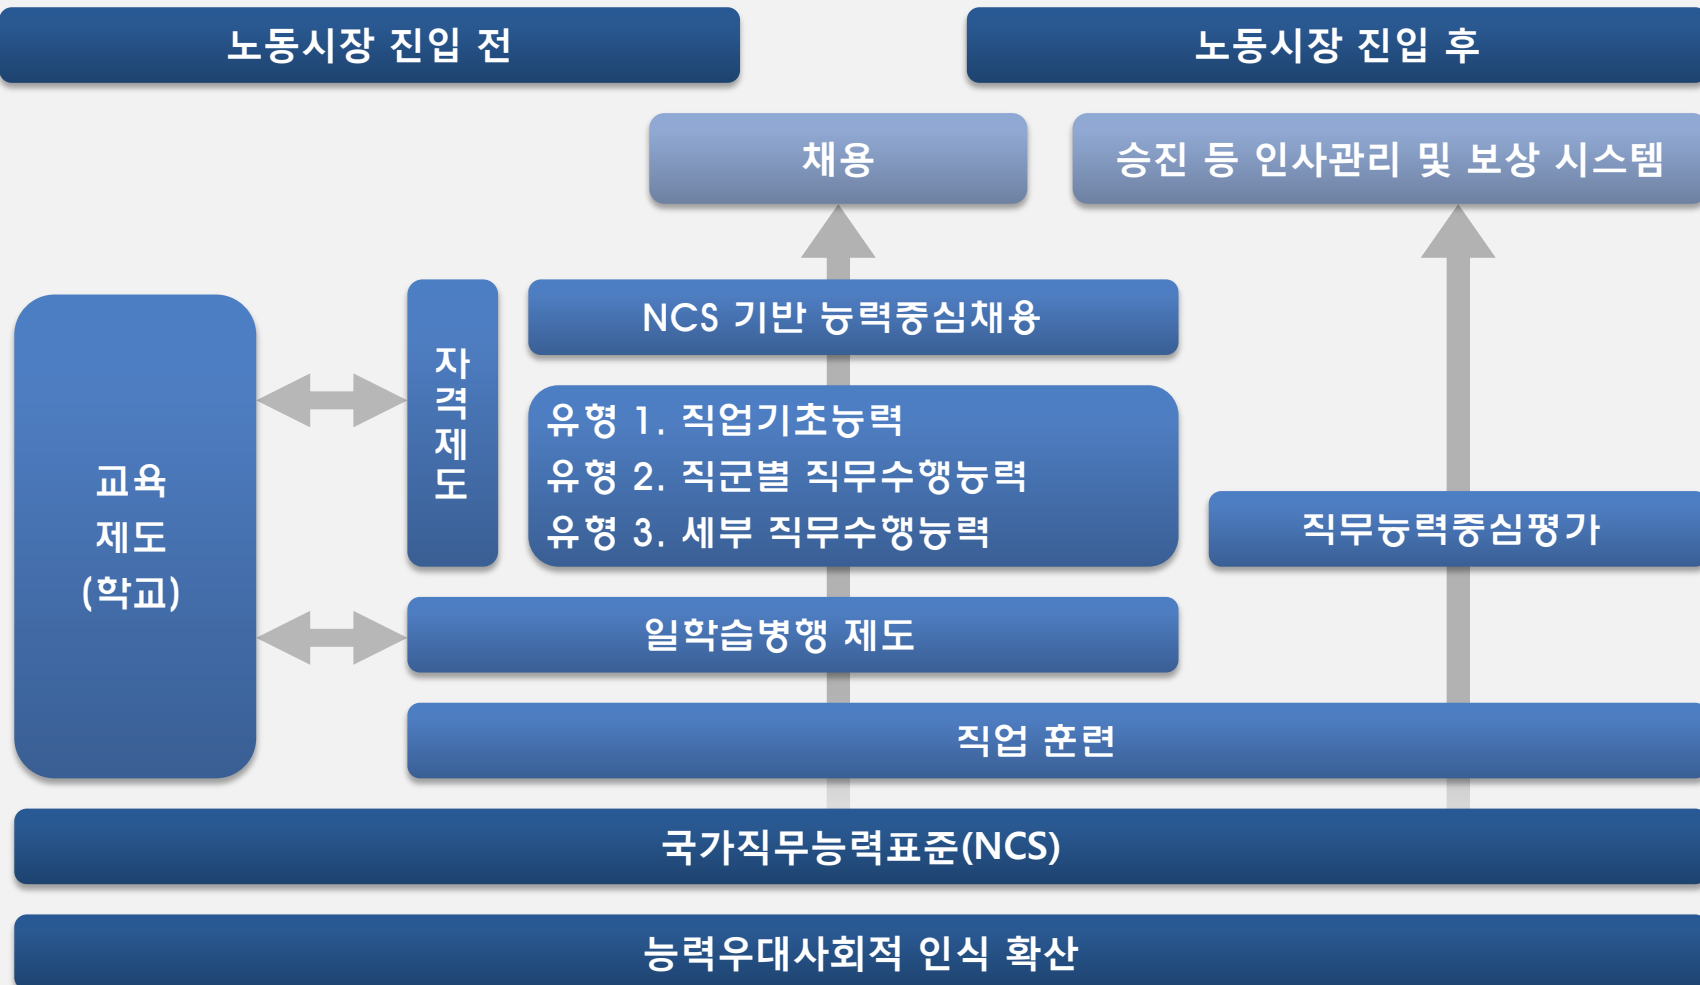 노동시장 진입 전
노동시장 진입 후
채용
승진 등 인사관리 및 보상 시스템
교육
제도
(학교)
자
격
제
도
NCS 기반 능력중심채용
유형 1. 직업기초능력
유형 2. 직군별 직무수행능력
유형 3. 세부 직무수행능력
직무능력중심평가
일학습병행 제도
직업 훈련
국가직무능력표준(NCS)
능력우대사회적 인식 확산